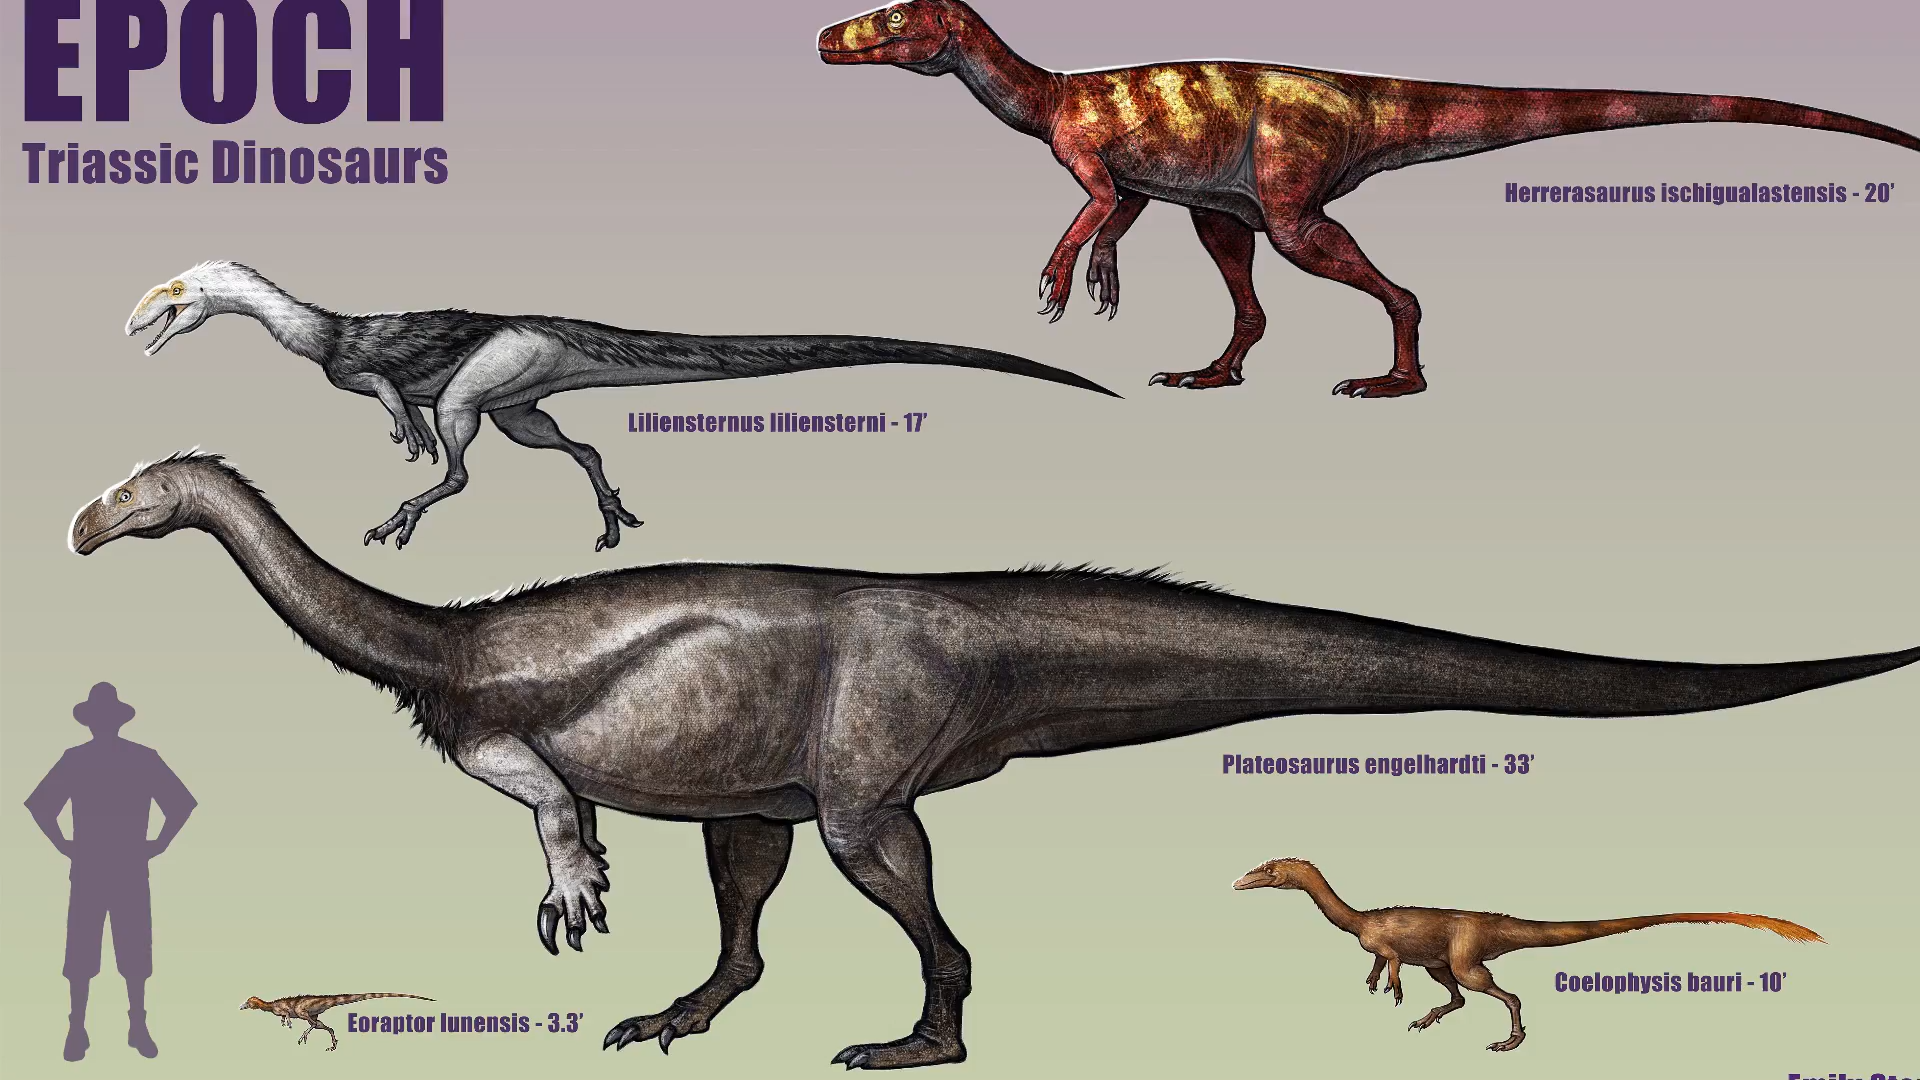 EPOCH
Triassic Dinosaurs
Herrerasaurus ischigualastensis - 20’
Liliensternus liliensterni - 17’
Plateosaurus engelhardti - 33’
Coelophysis bauri - 10’
Eoraptor lunensis - 3.3’